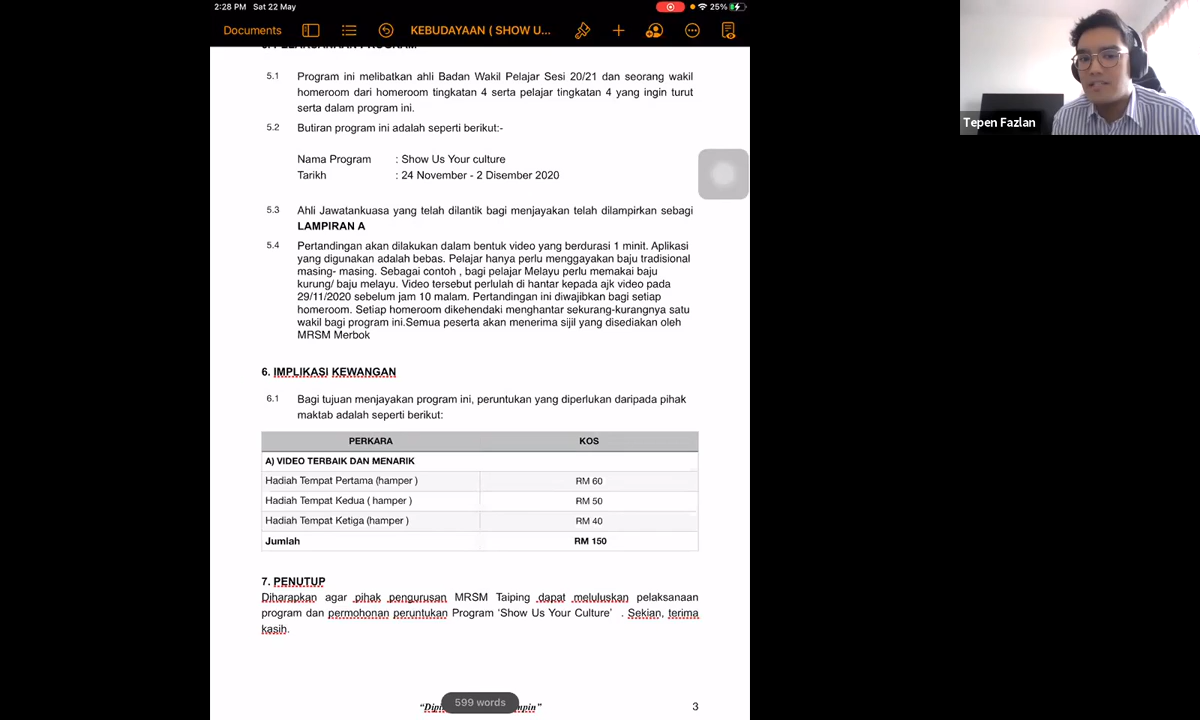 2:28 PM Sat 22 May
25%
Documents
KEBUDAYAAN ( SHOW U...
5.1 Program ini melibatkan ahli Badan Wakil Pelajar Sesi 20/21 dan seorang wakil
homeroom dari homeroom tingkatan 4 serta pelajar tingkatan 4 yang ingin turut
serta dalam program ini.
5.2 Butiran program ini adalah seperti berikut:-
Nama Program : Show Us Your culture
Tarikh : 24 November - 2 Disember 2020
5.3 Ahli Jawatankuasa yang telah dilantik bagi menjayakan telah dilampirkan sebagi
LAMPIRAN A
5.4 Pertandingan akan dilakukan dalam bentuk video yang berdurasi 1 minit. Aplikasi
yang digunakan adalah bebas. Pelajar hanya perlu menggayakan baju tradisional
masing- masing. Sebagai contoh , bagi pelajar Melayu perlu memakai baju
kurung/ baju melayu. Video tersebut perlulah di hantar kepada ajk video pada
29/11/2020 sebelum jam 10 malam. Pertandingan ini diwajibkan bagi setiap
homeroom. Setiap homeroom dikehendaki menghantar sekurang-kurangnya satu
wakil bagi program ini.Semua peserta akan menerima sijil yang disediakan oleh
MRSM Merbok
6. IMPLIKASI KEWANGAN
6.1 Bagi tujuan menjayakan program ini, peruntukan yang diperlukan daripada pihak
maktab adalah seperti berikut:
PERKARA KOS
A) VIDEO TERBAIK DAN MENARIK
Hadiah Tempat Pertama (hamper ) RM 60
Hadiah Tempat Kedua ( hamper ) RM 50
Hadiah Tempat Ketiga (hamper ) RM 40
Jumlah RM 150
7. PENUTUP
Diharapkan agar pihak pengurusan MRSM Taiping dapat meluluskan pelaksanaan
program dan permohonan peruntukan Program 'Show Us Your Culture' . Sekian, terima
kasih.
599 words
3
Tepen Fazlan